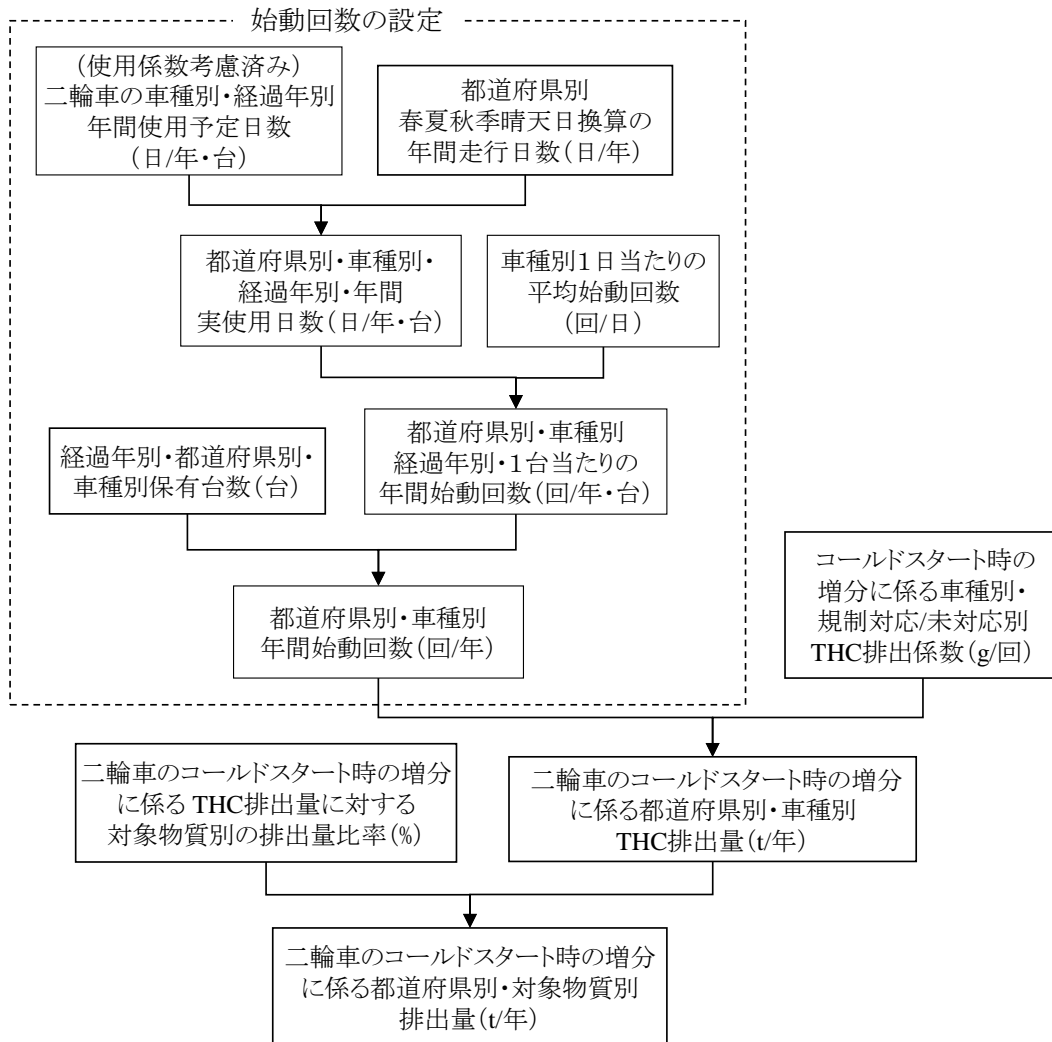 始動回数の設定
(使用係数考慮済み)
二輪車の車種別・経過年別
年間使用予定日数
(日/年・台)
都道府県別
春夏秋季晴天日換算の
年間走行日数(日/年)
都道府県別・車種別・
経過年別・年間
実使用日数(日/年・台)
車種別１日当たりの
平均始動回数
(回/日)
経過年別・都道府県別・
車種別保有台数(台)
都道府県別・車種別
経過年別・１台当たりの
年間始動回数(回/年・台)
都道府県別・車種別
年間始動回数(回/年)
コールドスタート時の
増分に係る車種別・
規制対応/未対応別
THC排出係数(g/回)
二輪車のコールドスタート時の増分
に係るTHC排出量に対する
対象物質別の排出量比率(%)
二輪車のコールドスタート時の増分
に係る都道府県別・車種別
THC排出量(t/年)
二輪車のコールドスタート時の増分
に係る都道府県別・対象物質別
排出量(t/年)